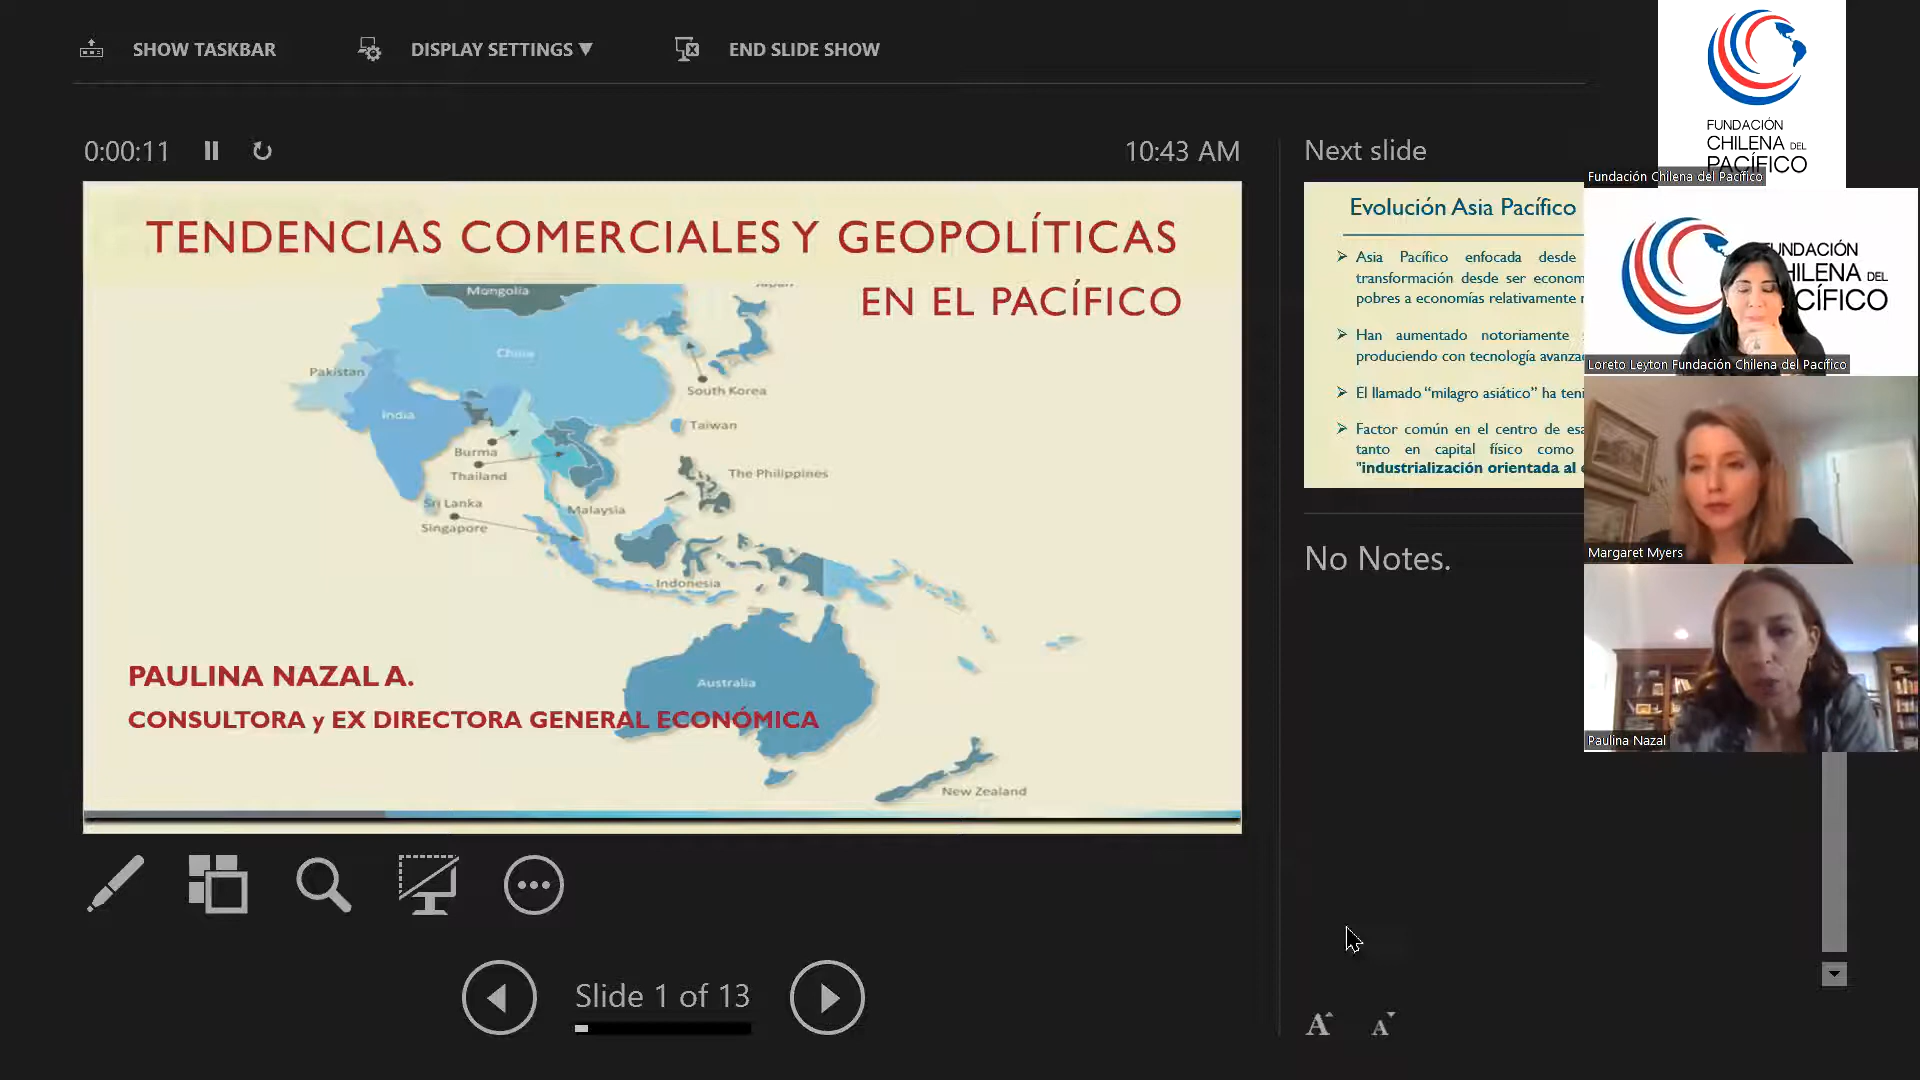 SHOW TASKBAR
DISPLAY SETTINGS ▼
END SLIDE SHOW
0:00:11
10:43 AM
TENDENCIAS COMERCIALES Y GEOPOLÍTICAS
EN EL PACÍFICO
Mongolia
China
Pakistan
India
South Korea
Taiwan
Burma
Thailand
The Philippines
Sri Lanka
Malaysia
Singapore
Indonesia
Australia
New Zealand
PAULINA NAZAL A.
CONSULTORA y EX DIRECTORA GENERAL ECONÓMICA
Slide 1 of 13
Next slide
Evolución Asia Pacífico
Asia Pacífico enfocada desde
transformación desde ser econom
pobres a economías relativamente
Han aumentado notoriamente
produciendo con tecnología avanza
El llamado “milagro asiático” ha teni
Factor común en el centro de esa
tanto en capital físico como
"industrialización orientada al
No Notes.
A A
FUNDACIÓN
CHILENA DEL
PACÍFICO
Fundación Chilena del Pacífico
FUNDACIÓN
HILENA DEL
CÍFICO
Loreto Leyton Fundación Chilena del Pacífico
Margaret Myers
Paulina Nazal